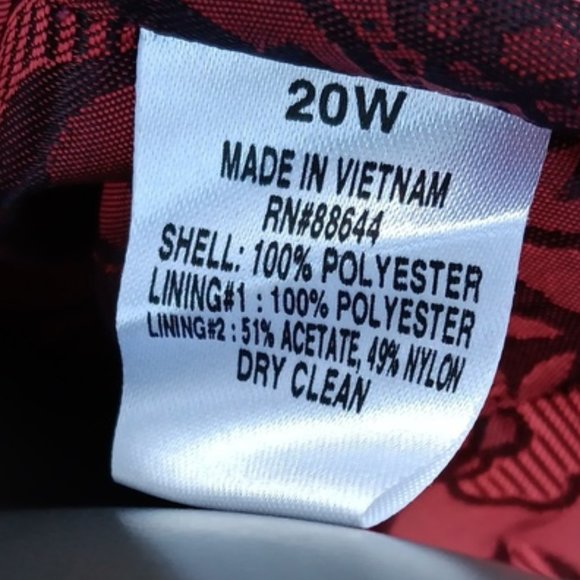 20W
MADE IN VIETNAM
RN#88644
SHELL: 100% POLYESTER
LINING#1 : 100% POLYESTER
LINING#2 : 51% ACETATE, 49% NYLON
DRY CLEAN